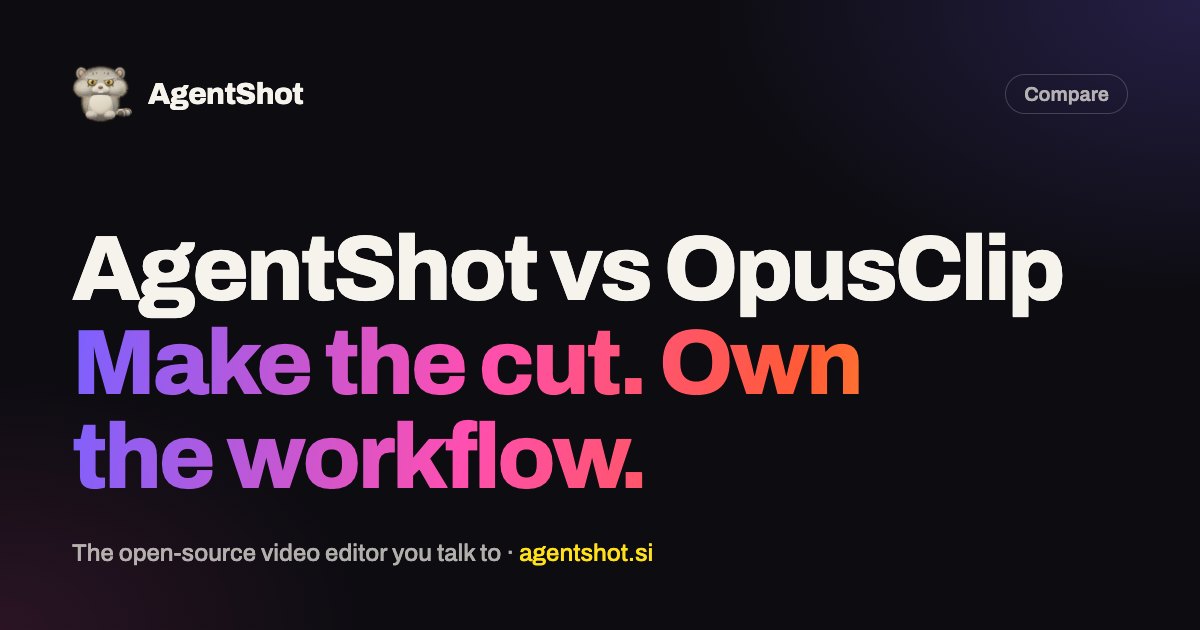 AgentShot
Compare
AgentShot vs OpusClip
Make the cut. Own
the workflow.
The open-source video editor you talk to · agentshot.si